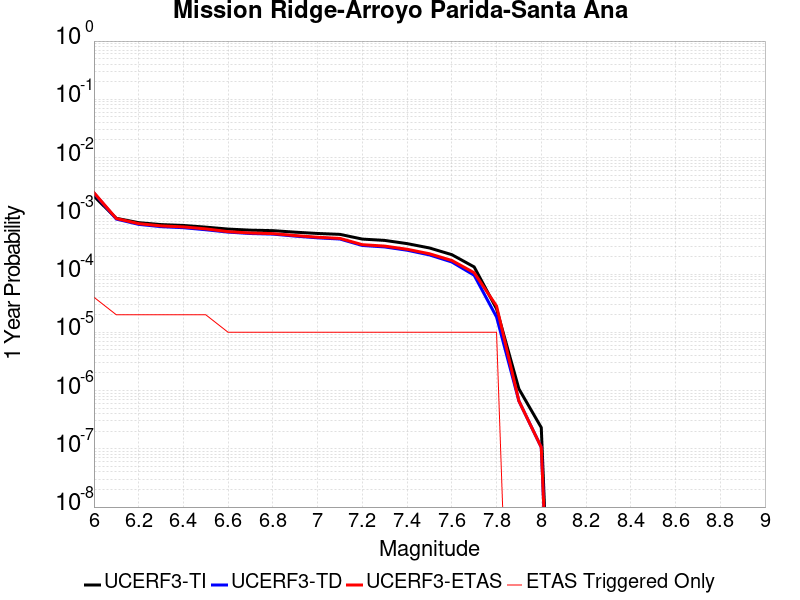 Mission Ridge-Arroyo Parida-Santa Ana
1 Year Probability
10^0
10^-1
10^-2
10^-3
10^-4
10^-5
10^-6
10^-7
10^-8
6 6.2 6.4 6.6 6.8 7 7.2 7.4 7.6 7.8 8 8.2 8.4 8.6 8.8 9
Magnitude
UCERF3-TI UCERF3-TD UCERF3-ETAS ETAS Triggered Only